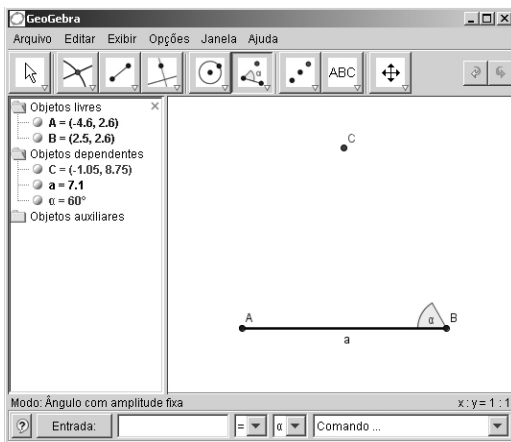 GeoGebra
Arquivo Editar Exibir Opções Janela Ajuda
α ABC
Objetos livres
A = (-4.6, 2.6)
B = (2.5, 2.6)
Objetos dependentes
C = (-1.05, 8.75)
a = 7.1
α = 60°
Objetos auxiliares
C
A
α B
a
Modo: Ângulo com amplitude fixa x : y = 1 : 1
? Entrada: = α Comando ...